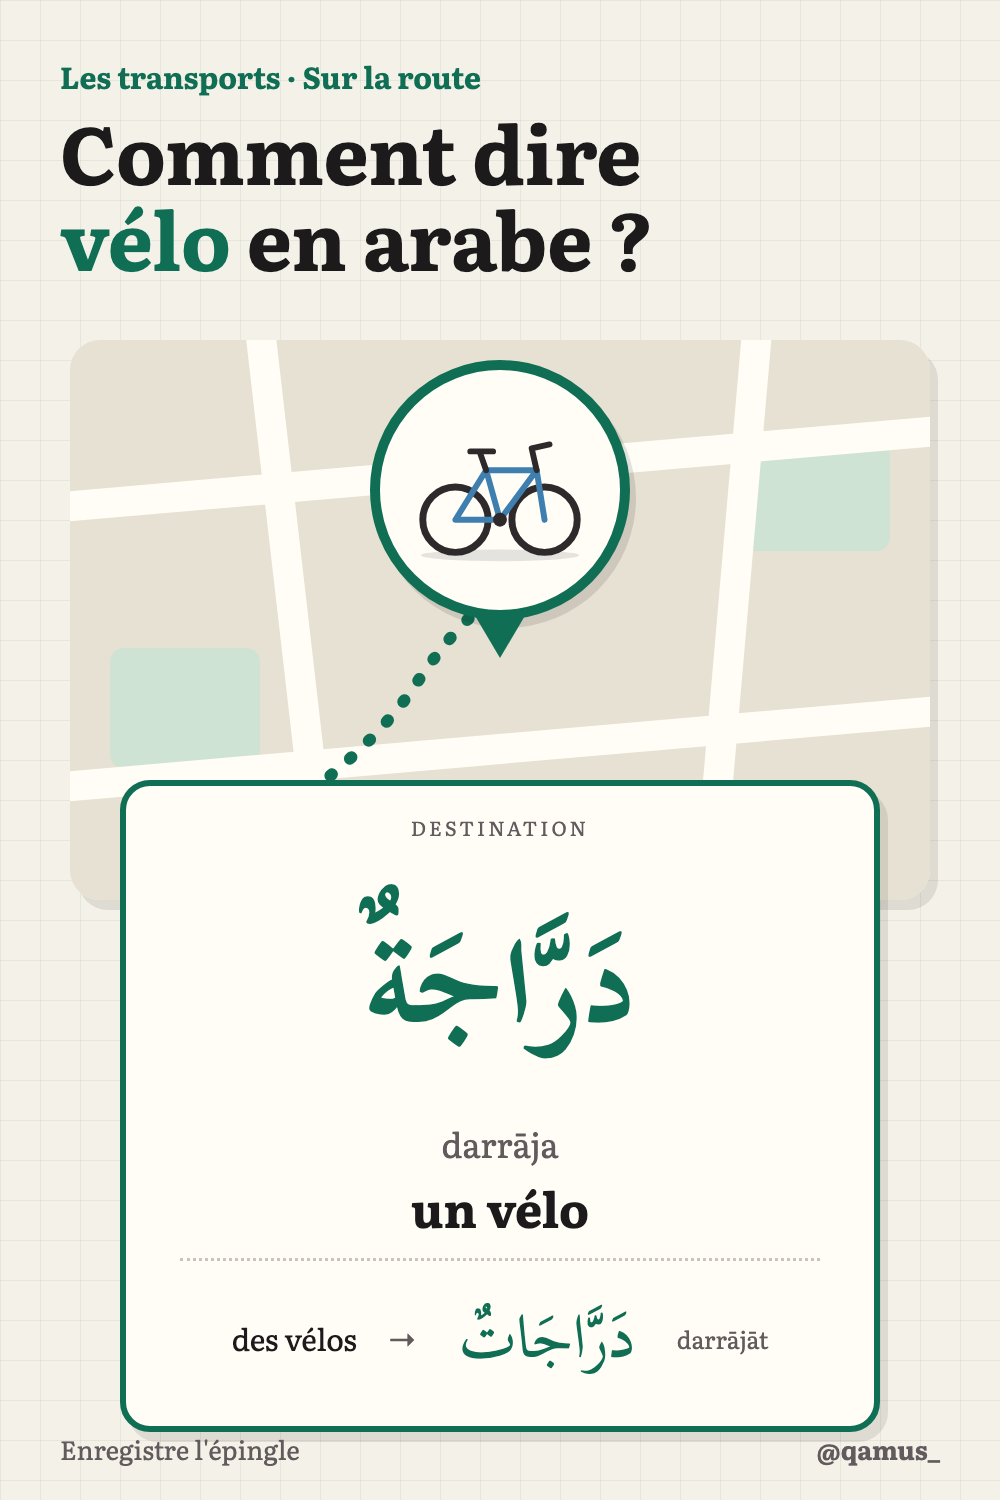 Les transports · Sur la route
Comment dire
vélo en arabe ?
DESTINATION
دَرَّاجَةٌ
darrāja
un vélo
des vélos → دَرَّاجَاتٌ darrājāt
Enregistre l'épingle @qamus_